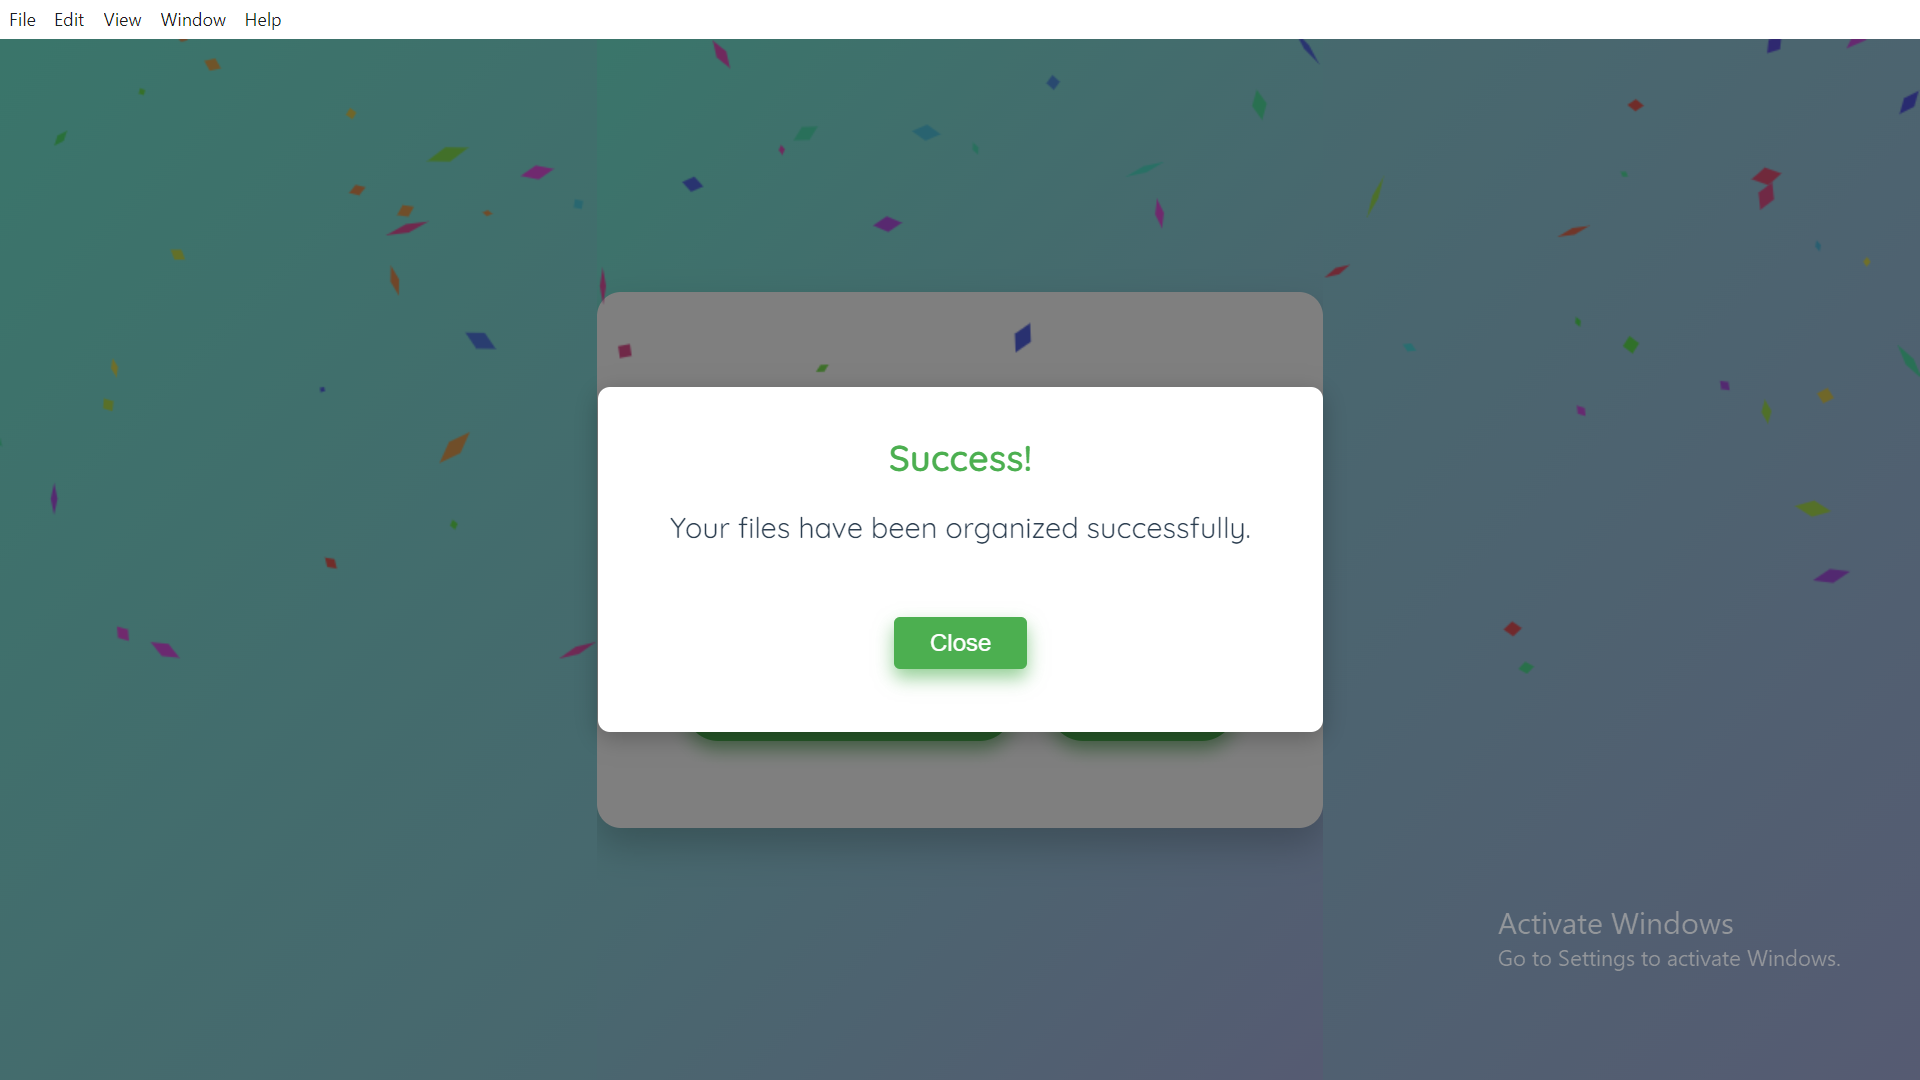 File Edit View Window Help
Success!
Your files have been organized successfully.
Close
Activate Windows
Go to Settings to activate Windows.